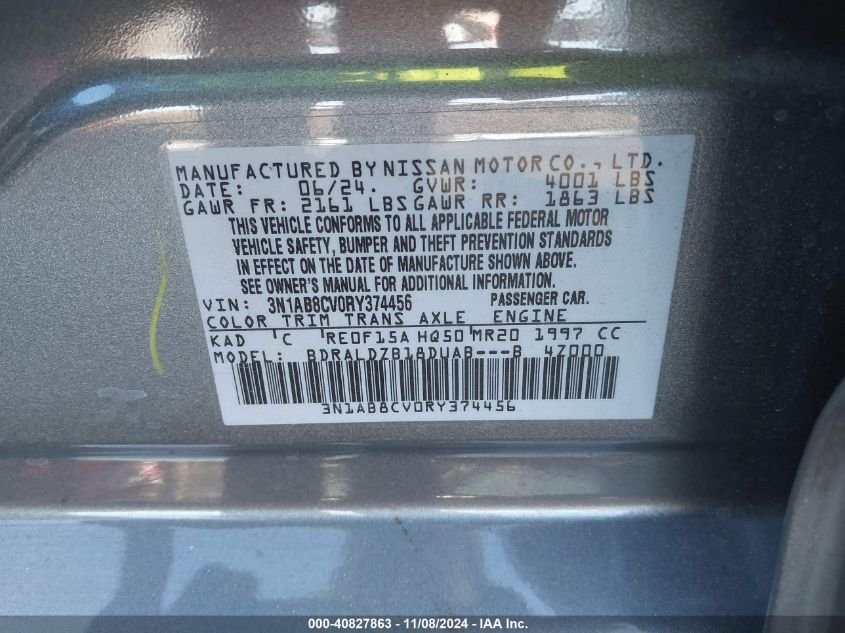 MANUFACTURED BY NISSAN MOTOR CO., LTD.
DATE: 06/24. GVWR: 4001 LBS
GAWR FR: 2161 LBS GAWR RR: 1863 LBS
THIS VEHICLE CONFORMS TO ALL APPLICABLE FEDERAL MOTOR
VEHICLE SAFETY, BUMPER AND THEFT PREVENTION STANDARDS
IN EFFECT ON THE DATE OF MANUFACTURE SHOWN ABOVE.
SEE OWNER'S MANUAL FOR ADDITIONAL INFORMATION.
VIN: 3N1AB8CV0RY374456 PASSENGER CAR.
COLOR TRIM TRANS AXLE ENGINE
KAD C RE0F15A HQ50 MR20 1997 CC
MODEL: BDRALDZB18DUAB---B 4Z000
3N1AB8CV0RY374456
000-40827863 - 11/08/2024 - IAA Inc.